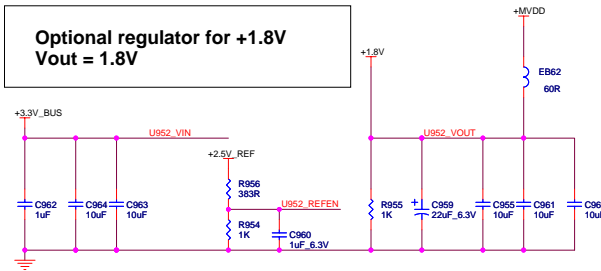 Optional regulator for +1.8V
Vout = 1.8V
+MVDD
+1.8V
EB62
60R
+3.3V_BUS
U952_VIN
U952_VOUT
+2.5V_REF
R956
383R
U952_REFEN
C962
1uF
C964
10uF
C963
10uF
R954
1K
C960
1uF_6.3V
R955
1K
C959
22uF_6.3V
C955
10uF
C961
10uF